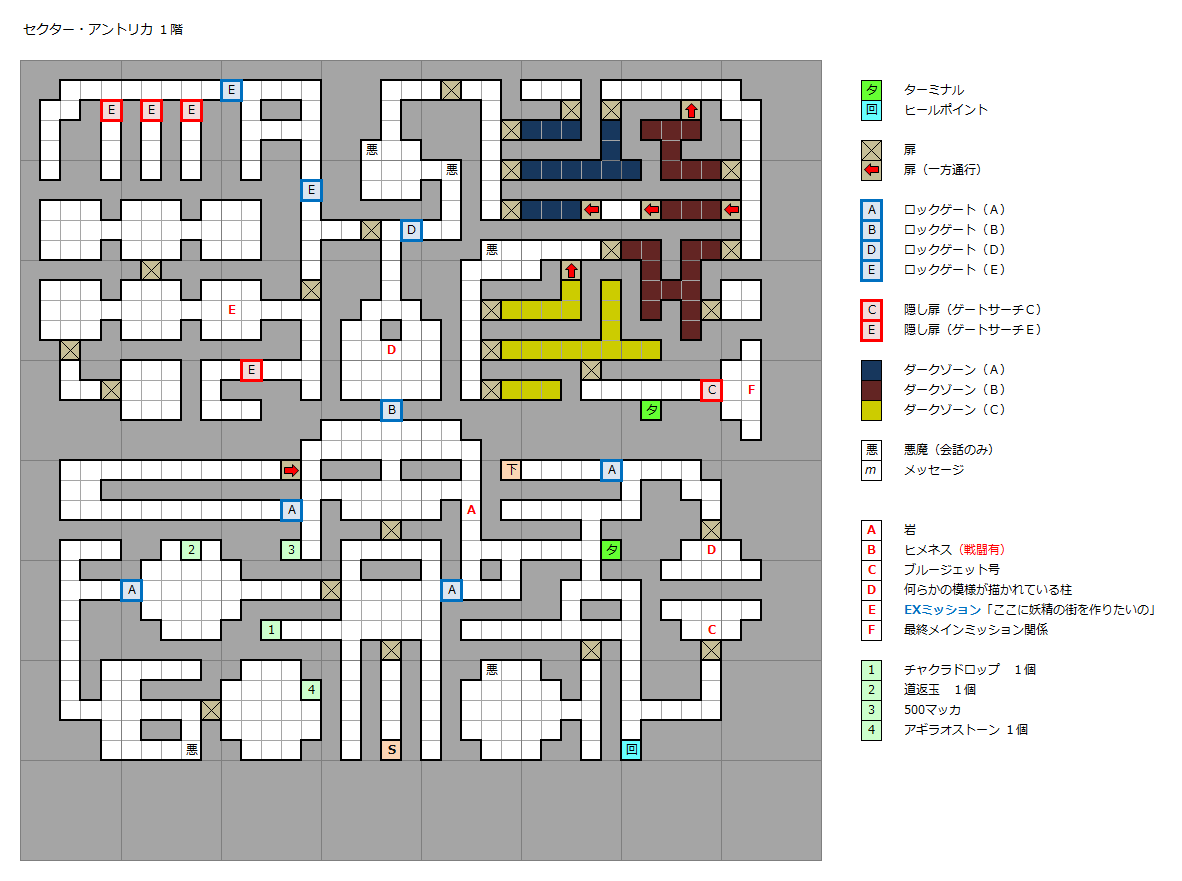 セクター・アントリカ １階
E
E E E
悪
悪
E
D
悪
E
D
E
C F
B タ
下 A
A A
2 3 タ D
A A
1 C
悪
4
悪 S 回
タ ターミナル
回 ヒールポイント
扉
扉（一方通行）
A ロックゲート（Ａ）
B ロックゲート（Ｂ）
D ロックゲート（Ｄ）
E ロックゲート（Ｅ）
C 隠し扉（ゲートサーチＣ）
E 隠し扉（ゲートサーチＥ）
ダークゾーン（Ａ）
ダークゾーン（Ｂ）
ダークゾーン（Ｃ）
悪 悪魔（会話のみ）
m メッセージ
A 岩
B ヒメネス（戦闘有）
C ブルージェット号
D 何らかの模様が描かれている柱
E EXミッション「ここに妖精の街を作りたいの」
F 最終メインミッション関係
1 チャクラドロップ　１個
2 道返玉　１個
3 500マッカ
4 アギラオストーン １個